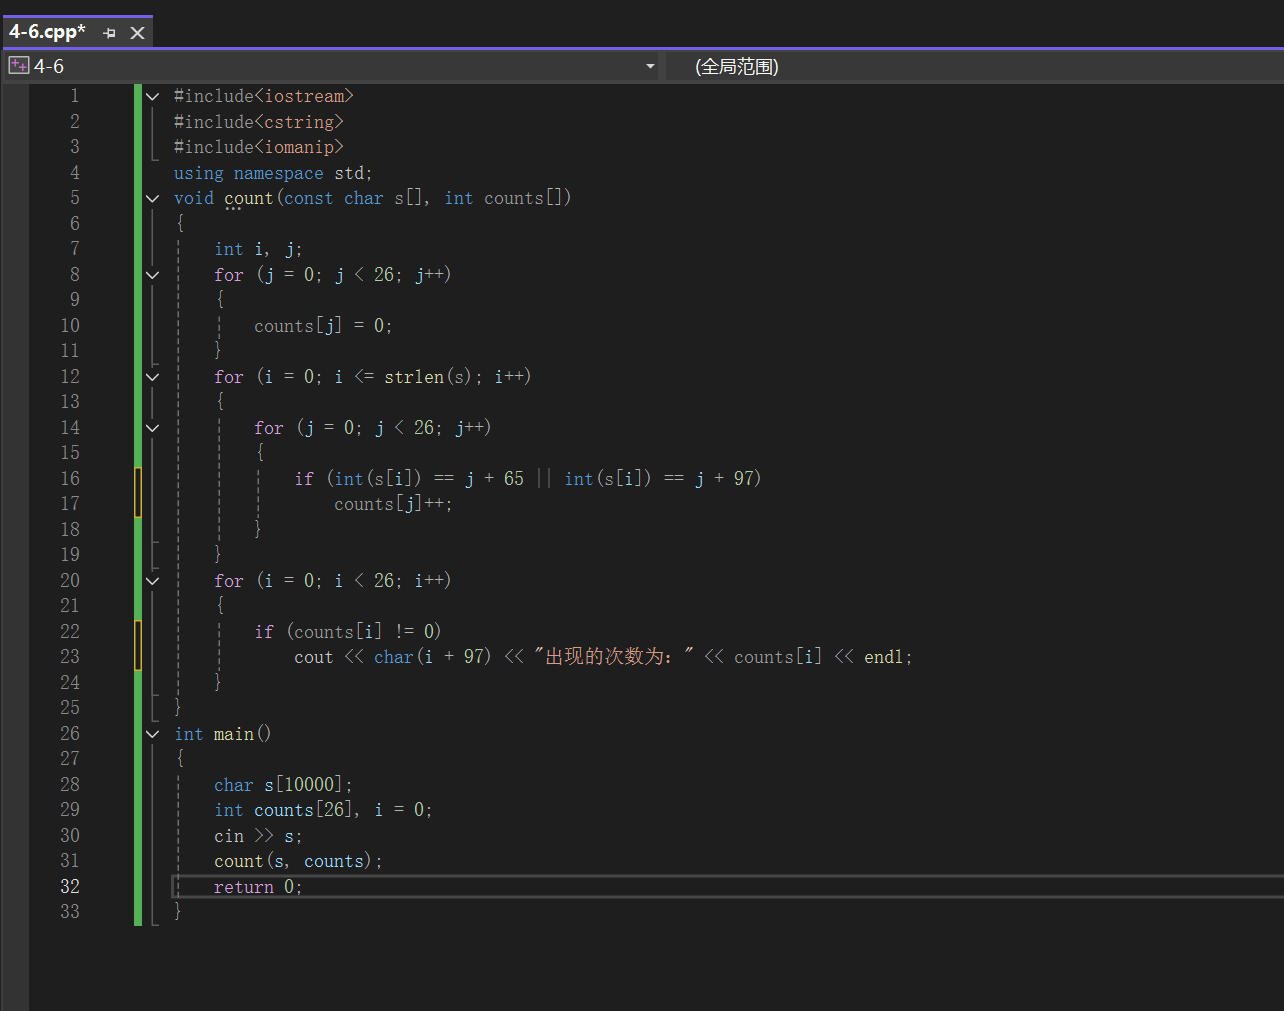 4-6.cpp*
4-6 (全局范围)
1 #include<iostream>
2 #include<cstring>
3 #include<iomanip>
4 using namespace std;
5 void count(const char s[], int counts[])
6 {
7 int i, j;
8 for (j = 0; j < 26; j++)
9 {
10 counts[j] = 0;
11 }
12 for (i = 0; i <= strlen(s); i++)
13 {
14 for (j = 0; j < 26; j++)
15 {
16 if (int(s[i]) == j + 65 || int(s[i]) == j + 97)
17 counts[j]++;
18 }
19 }
20 for (i = 0; i < 26; i++)
21 {
22 if (counts[i] != 0)
23 cout << char(i + 97) << "出现的次数为：" << counts[i] << endl;
24 }
25 }
26 int main()
27 {
28 char s[10000];
29 int counts[26], i = 0;
30 cin >> s;
31 count(s, counts);
32 return 0;
33 }